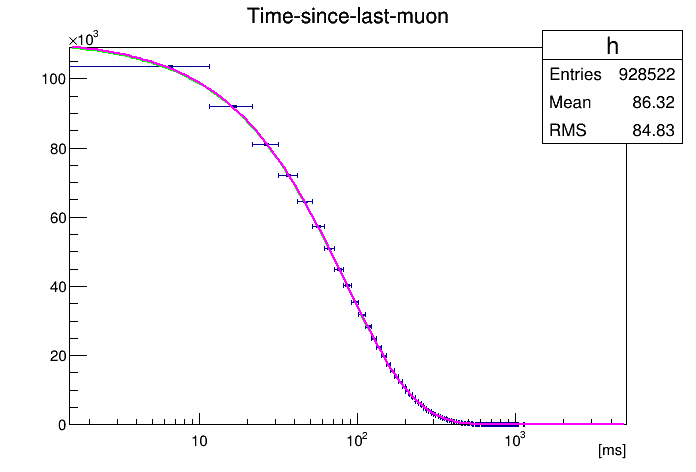 Time-since-last-muon
×10³
h
Entries 928522
Mean 86.32
RMS 84.83
100
80
60
40
20
0
10 10² 10³
[ms]